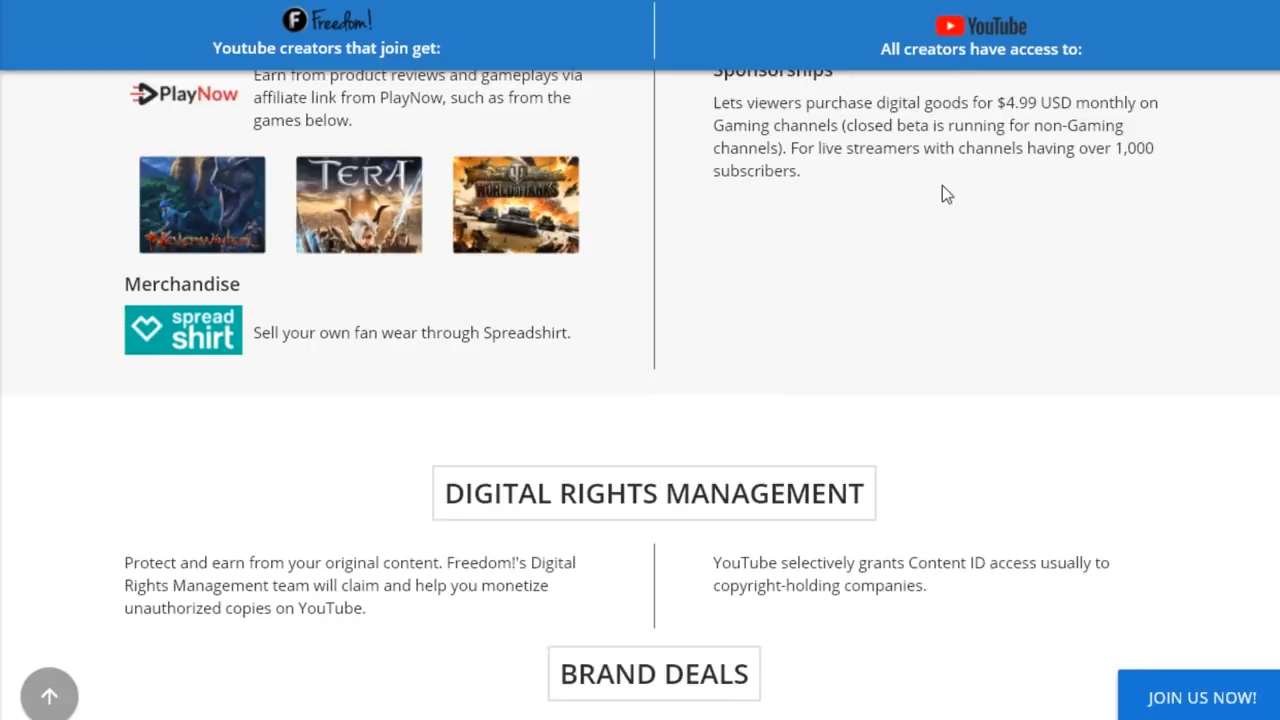 Freedom!
Youtube creators that join get:
YouTube
All creators have access to:
PlayNow
Earn from product reviews and gameplays via
affiliate link from PlayNow, such as from the
games below.
NEVERWINTER
TERA
WORLD OF TANKS
Merchandise
spread
shirt
Sell your own fan wear through Spreadshirt.
Sponsorships
Lets viewers purchase digital goods for $4.99 USD monthly on
Gaming channels (closed beta is running for non-Gaming
channels). For live streamers with channels having over 1,000
subscribers.
DIGITAL RIGHTS MANAGEMENT
Protect and earn from your original content. Freedom!'s Digital
Rights Management team will claim and help you monetize
unauthorized copies on YouTube.
YouTube selectively grants Content ID access usually to
copyright-holding companies.
BRAND DEALS
JOIN US NOW!